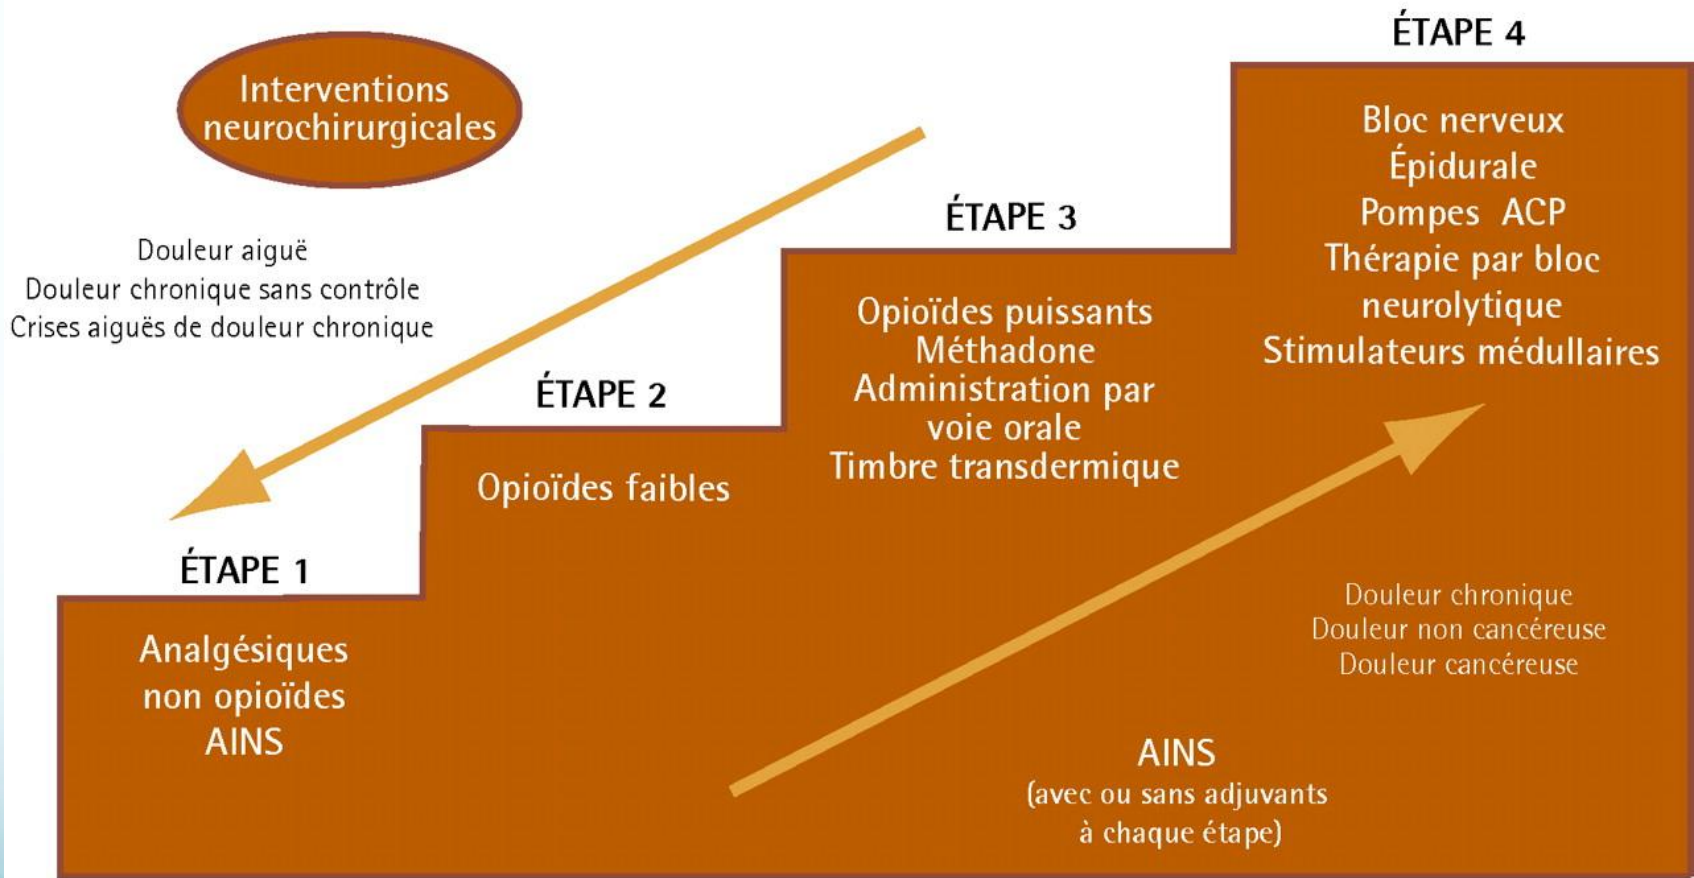 Interventions
neurochirurgicales
Douleur aiguë
Douleur chronique sans contrôle
Crises aiguës de douleur chronique
ÉTAPE 1
Analgésiques
non opioïdes
AINS
ÉTAPE 2
Opioïdes faibles
ÉTAPE 3
Opioïdes puissants
Méthadone
Administration par
voie orale
Timbre transdermique
ÉTAPE 4
Bloc nerveux
Épidurale
Pompes ACP
Thérapie par bloc
neurolytique
Stimulateurs médullaires
Douleur chronique
Douleur non cancéreuse
Douleur cancéreuse
AINS
(avec ou sans adjuvants
à chaque étape)